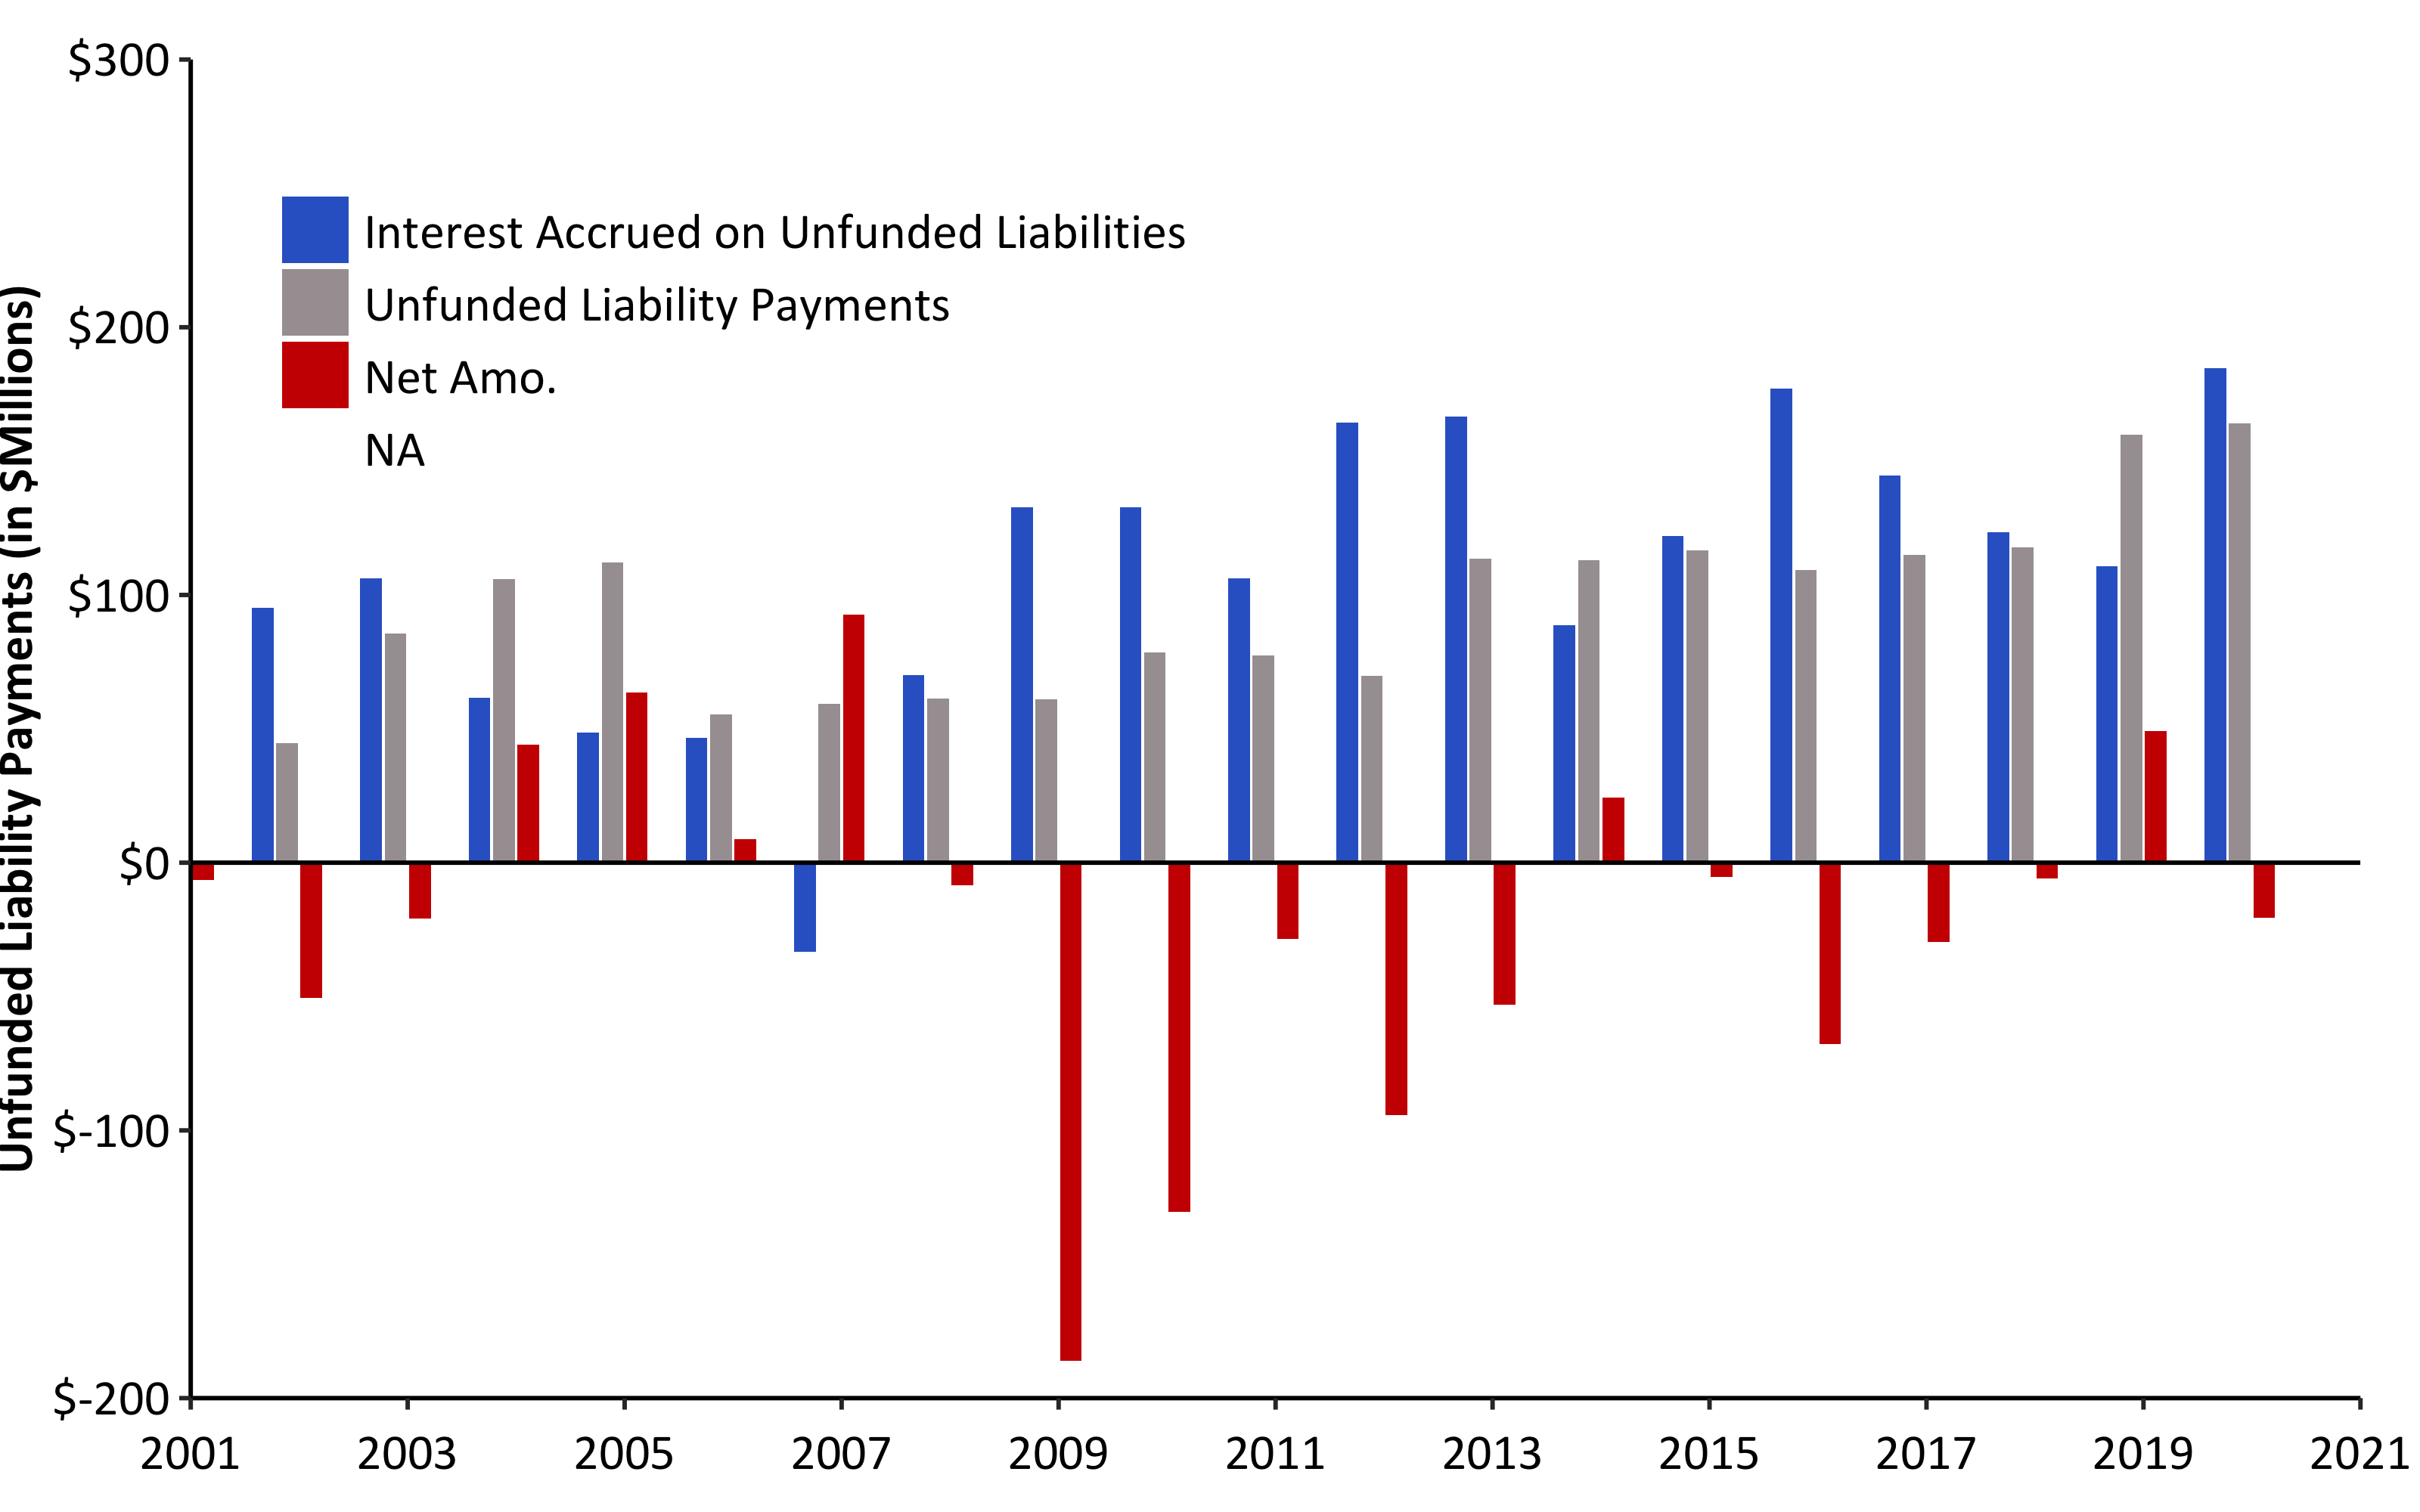 Unfunded Liability Payments (in $Millions)
$300
$200
$100
$0
$-100
$-200
Interest Accrued on Unfunded Liabilities
Unfunded Liability Payments
Net Amo.
NA
2001 2003 2005 2007 2009 2011 2013 2015 2017 2019 2021